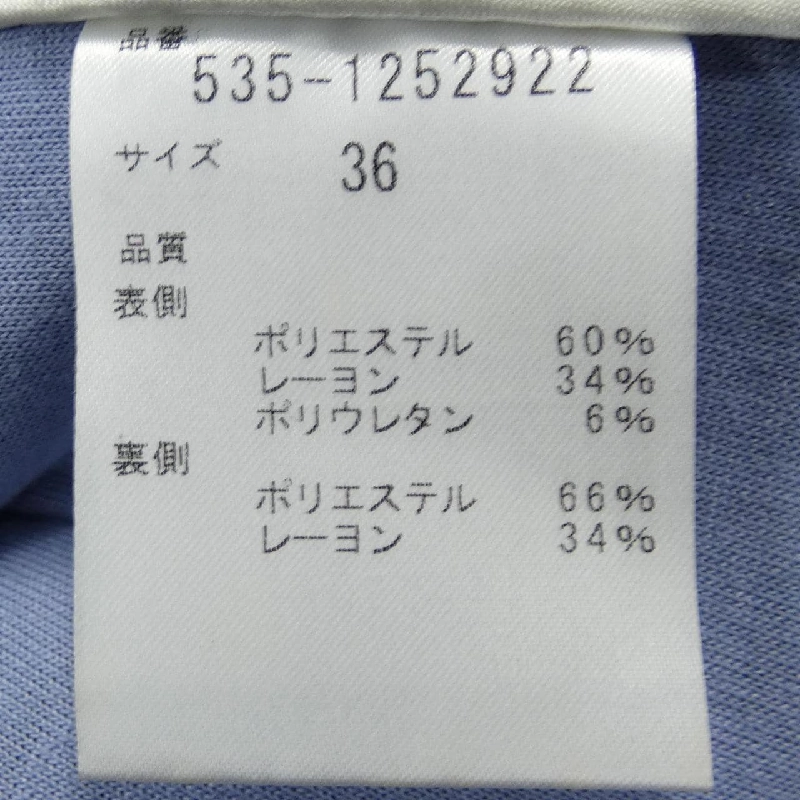 品番
535-1252922
サイズ 36
品質
表側
ポリエステル 60%
レーヨン 34%
ポリウレタン 6%
裏側
ポリエステル 66%
レーヨン 34%